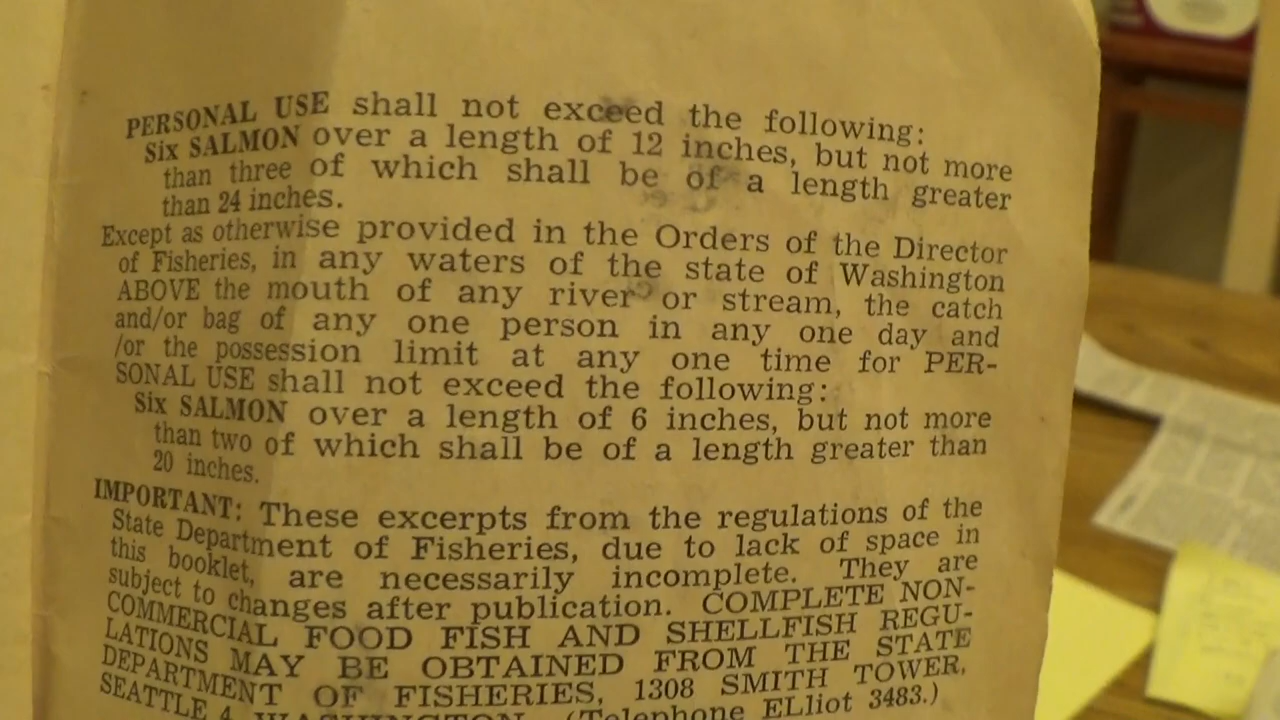 PERSONAL USE shall not exceed the following:
Six SALMON over a length of 12 inches, but not more
than three of which shall be of a length greater
than 24 inches.
Except as otherwise provided in the Orders of the Director
of Fisheries, in any waters of the state of Washington
ABOVE the mouth of any river or stream, the catch
and/or bag of any one person in any one day and
/or the possession limit at any one time for PER-
SONAL USE shall not exceed the following:
Six SALMON over a length of 6 inches, but not more
than two of which shall be of a length greater than
20 inches.
IMPORTANT: These excerpts from the regulations of the
State Department of Fisheries, due to lack of space in
this booklet, are necessarily incomplete. They are
subject to changes after publication. COMPLETE NON-
COMMERCIAL FOOD FISH AND SHELLFISH REGU-
LATIONS MAY BE OBTAINED FROM THE STATE
DEPARTMENT OF FISHERIES, 1308 SMITH TOWER,
SEATTLE 4, WASHINGTON. (Telephone ELliot 3483.)